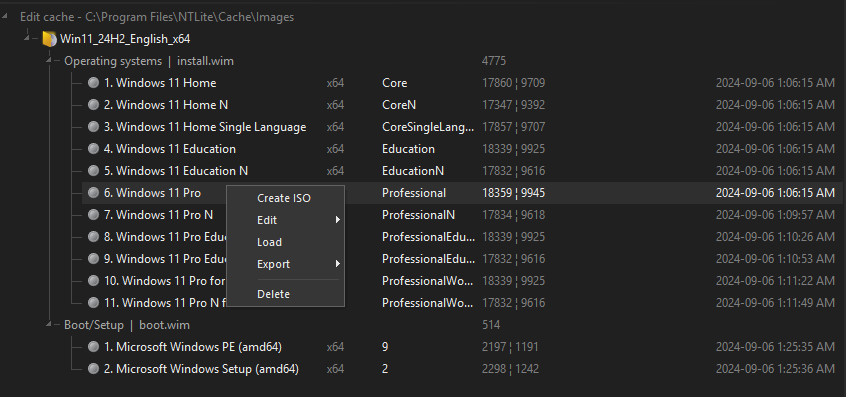 Edit cache - C:\Program Files\NTLite\Cache\Images
Win11_24H2_English_x64
Operating systems | install.wim 4775
1. Windows 11 Home x64 Core 17860 ¦ 9709 2024-09-06 1:06:15 AM
2. Windows 11 Home N x64 CoreN 17347 ¦ 9392 2024-09-06 1:06:15 AM
3. Windows 11 Home Single Language x64 CoreSingleLang... 17857 ¦ 9707 2024-09-06 1:06:15 AM
4. Windows 11 Education x64 Education 18339 ¦ 9925 2024-09-06 1:06:15 AM
5. Windows 11 Education N x64 EducationN 17832 ¦ 9616 2024-09-06 1:06:15 AM
6. Windows 11 Pro Professional 18359 ¦ 9945 2024-09-06 1:06:15 AM
7. Windows 11 Pro N ProfessionalN 17834 ¦ 9618 2024-09-06 1:09:57 AM
8. Windows 11 Pro Edu ProfessionalEdu... 18339 ¦ 9925 2024-09-06 1:10:26 AM
9. Windows 11 Pro Edu ProfessionalEdu... 17832 ¦ 9616 2024-09-06 1:10:53 AM
10. Windows 11 Pro for ProfessionalWo... 18339 ¦ 9925 2024-09-06 1:11:22 AM
11. Windows 11 Pro N f ProfessionalWo... 17832 ¦ 9616 2024-09-06 1:11:49 AM
Create ISO
Edit
Load
Export
Delete
Boot/Setup | boot.wim 514
1. Microsoft Windows PE (amd64) x64 9 2197 ¦ 1191 2024-09-06 1:25:35 AM
2. Microsoft Windows Setup (amd64) x64 2 2298 ¦ 1242 2024-09-06 1:25:36 AM